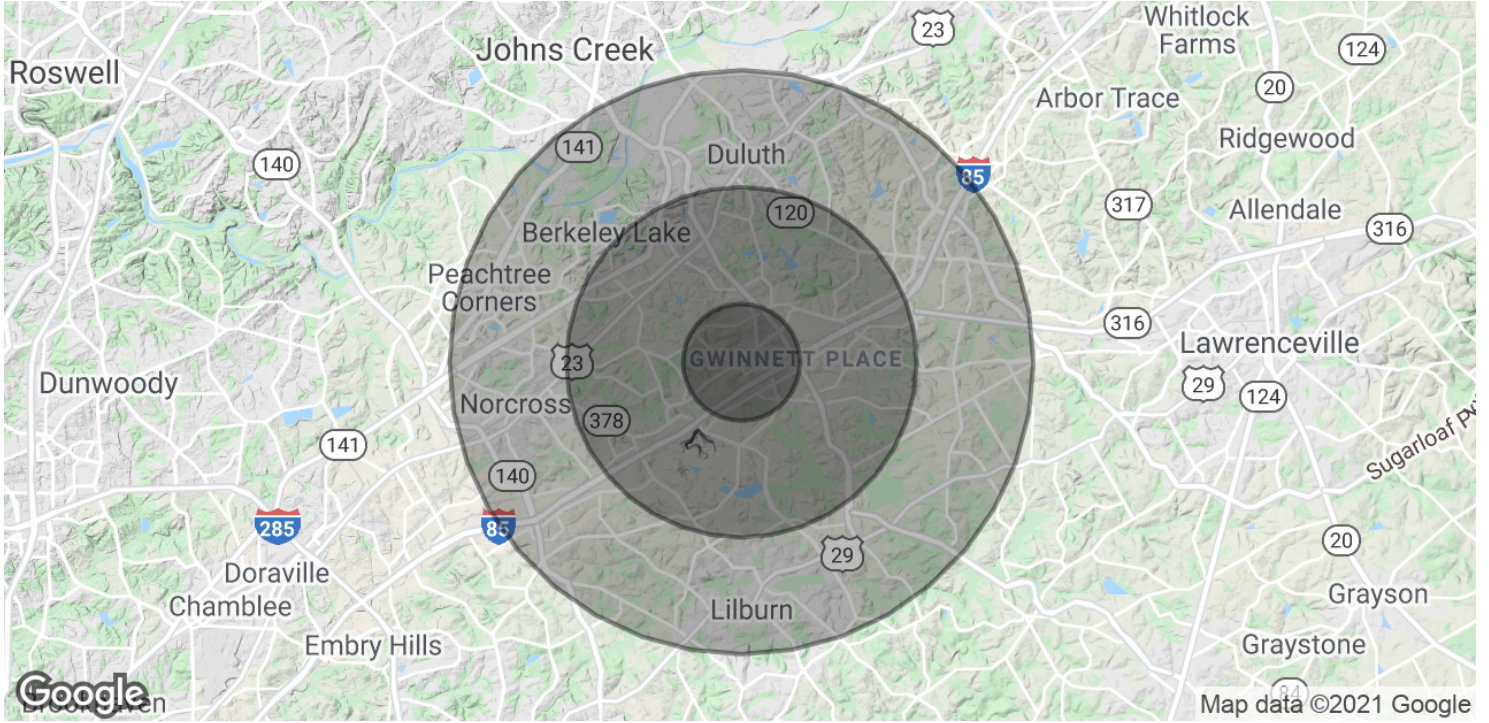 Whitlock
Farms
23
124
Johns Creek
Roswell
20
Arbor Trace
Ridgewood
141
140
Duluth
85
317
Allendale
120
316
Berkeley Lake
Peachtree
Corners
316
Lawrenceville
GWINNETT PLACE
23
Dunwoody
29
124
Norcross
378
141
Sugarloaf
140
285
85
20
29
Doraville
Chamblee
Lilburn
Grayson
Embry Hills
Graystone
84
Google
Map data ©2021 Google